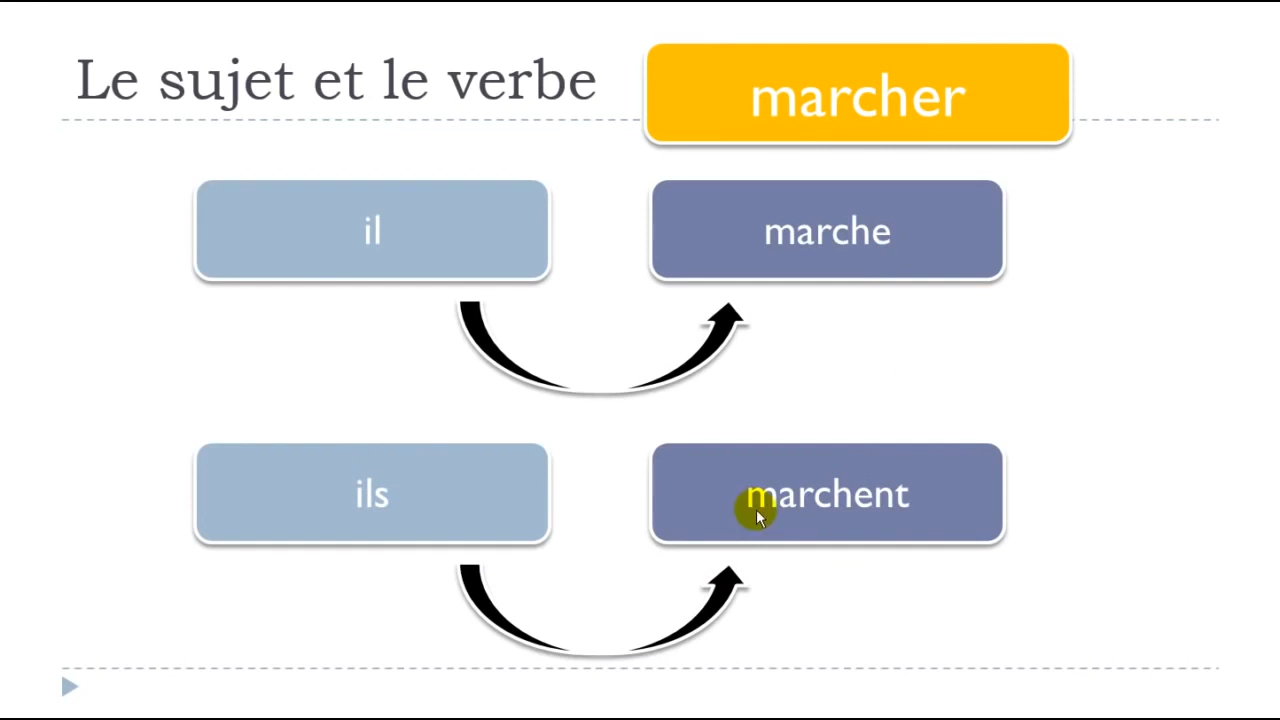 Le sujet et le verbe
marcher
il
marche
ils
marchent